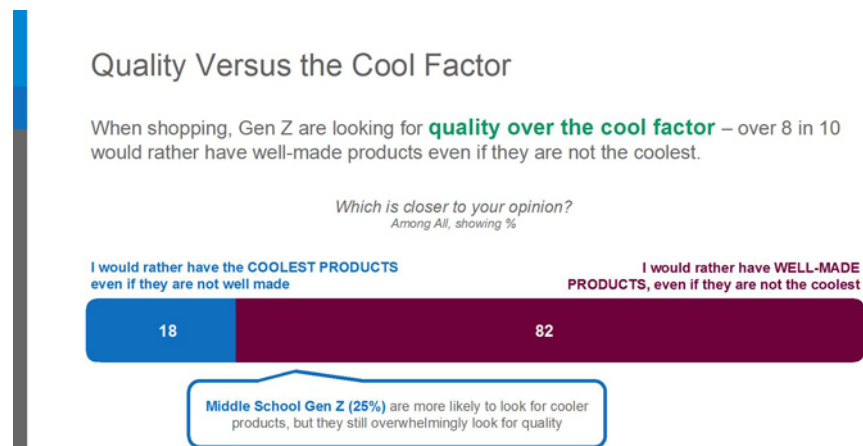 Quality Versus the Cool Factor
When shopping, Gen Z are looking for quality over the cool factor – over 8 in 10
would rather have well-made products even if they are not the coolest.
Which is closer to your opinion?
Among All, showing %
I would rather have the COOLEST PRODUCTS
even if they are not well made
I would rather have WELL-MADE
PRODUCTS, even if they are not the coolest
18
82
Middle School Gen Z (25%) are more likely to look for cooler
products, but they still overwhelmingly look for quality